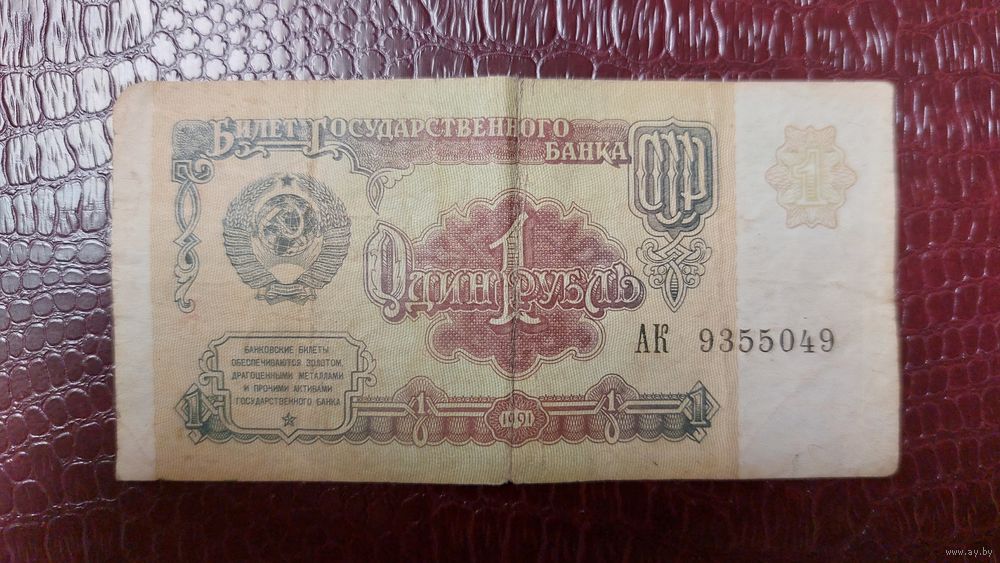 Билет Государственного
Банка
СССР
1
1
Один рубль
АК 9355049
Банковские билеты
обеспечиваются золотом,
драгоценными металлами
и прочими активами
Государственного банка
1 1 1991 1 1
www.ay.by